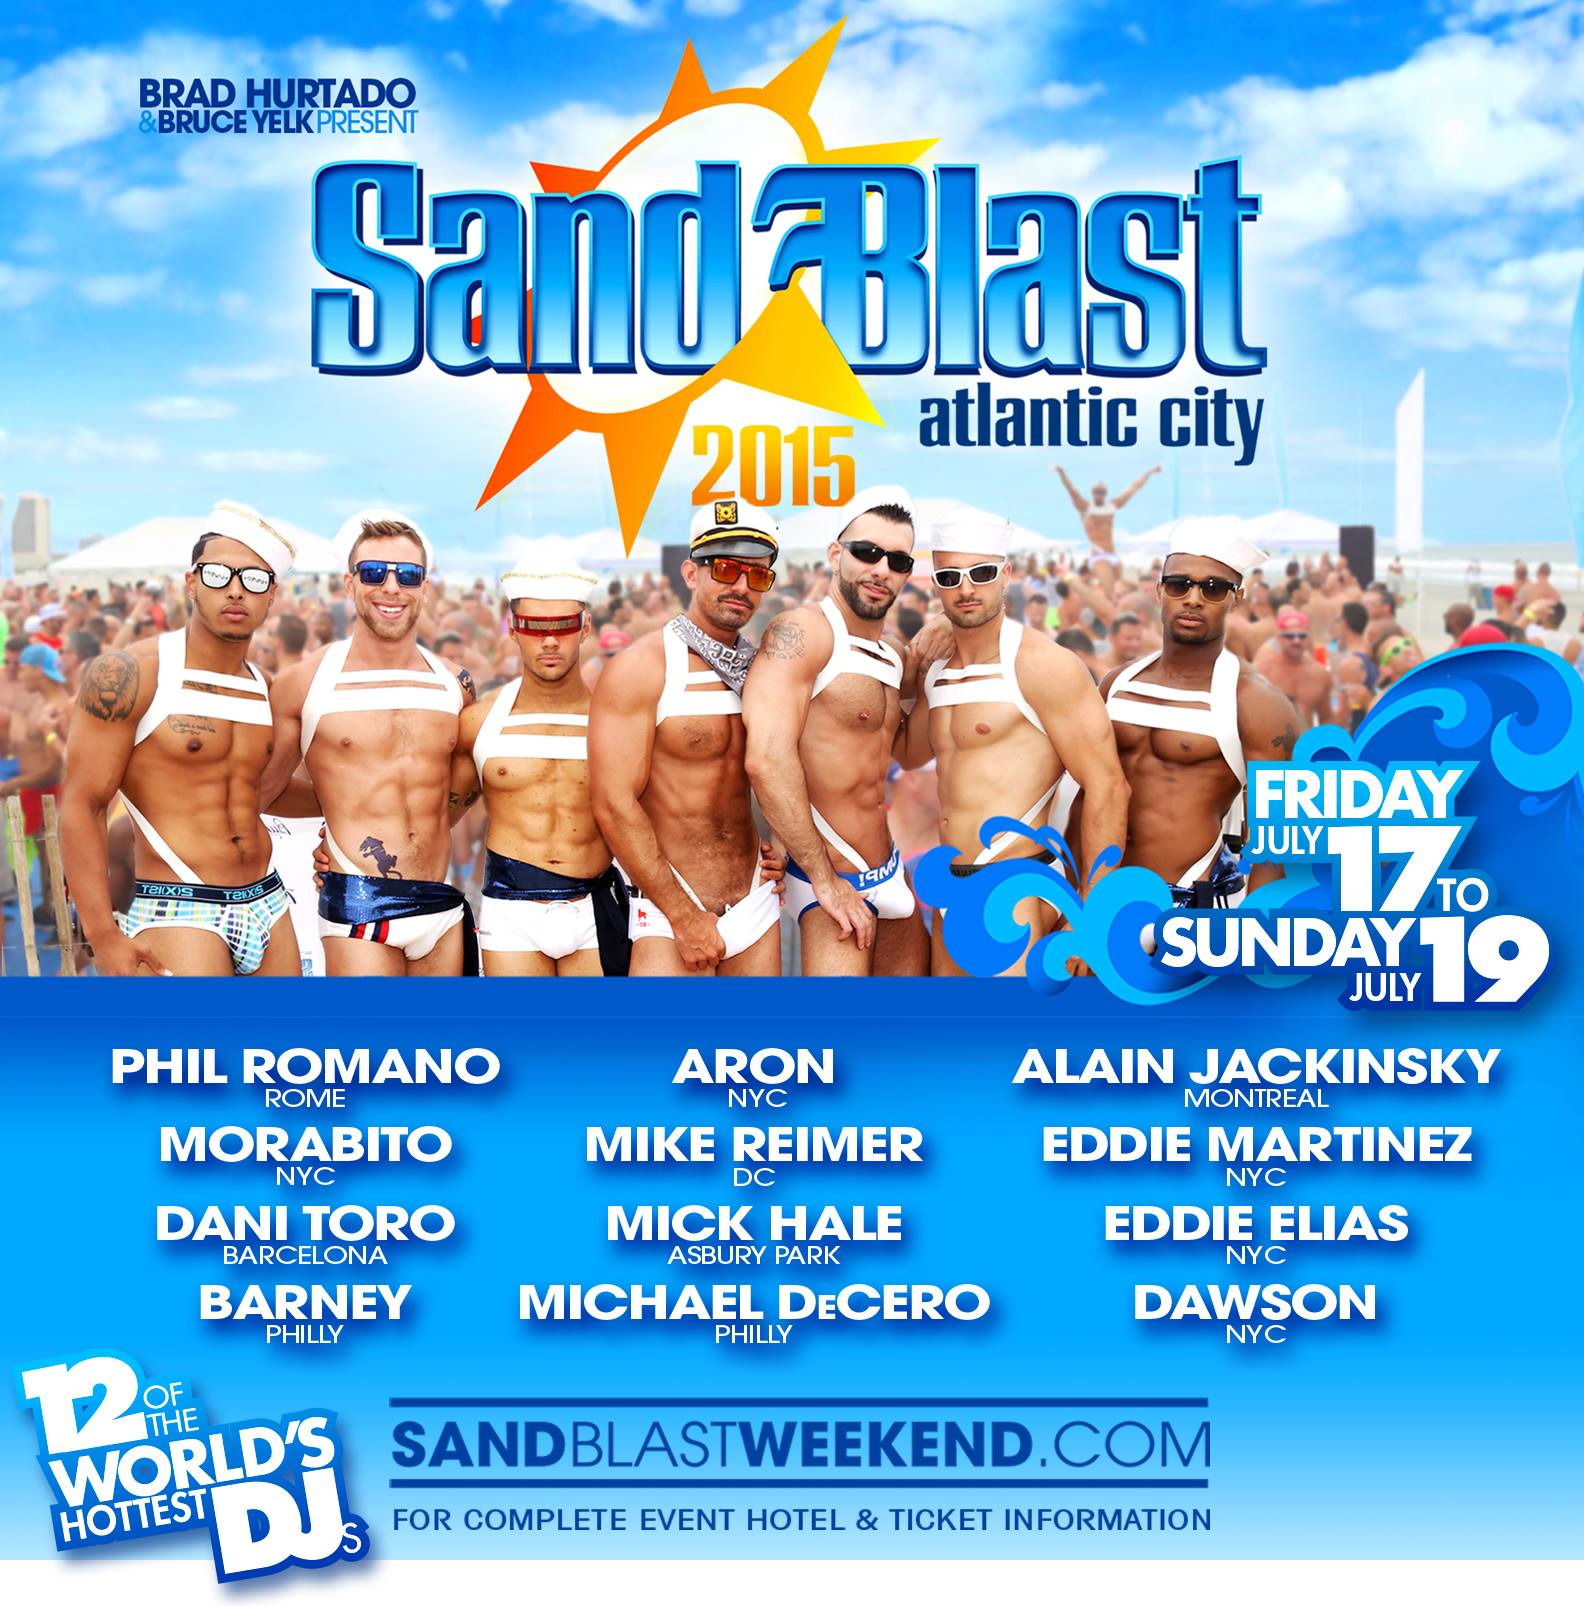 BRAD HURTADO
& BRUCE YELK PRESENT
Sand Blast
atlantic city
2015
FRIDAY
JULY 17 TO
SUNDAY
JULY 19
PHIL ROMANO
ROME
MORABITO
NYC
DANI TORO
BARCELONA
BARNEY
PHILLY
ARON
NYC
MIKE REIMER
DC
MICK HALE
ASBURY PARK
MICHAEL DeCERO
PHILLY
ALAIN JACKINSKY
MONTREAL
EDDIE MARTINEZ
NYC
EDDIE ELIAS
NYC
DAWSON
NYC
12 OF THE
WORLD'S
HOTTEST DJs
SANDBLASTWEEKEND.COM
FOR COMPLETE EVENT HOTEL & TICKET INFORMATION